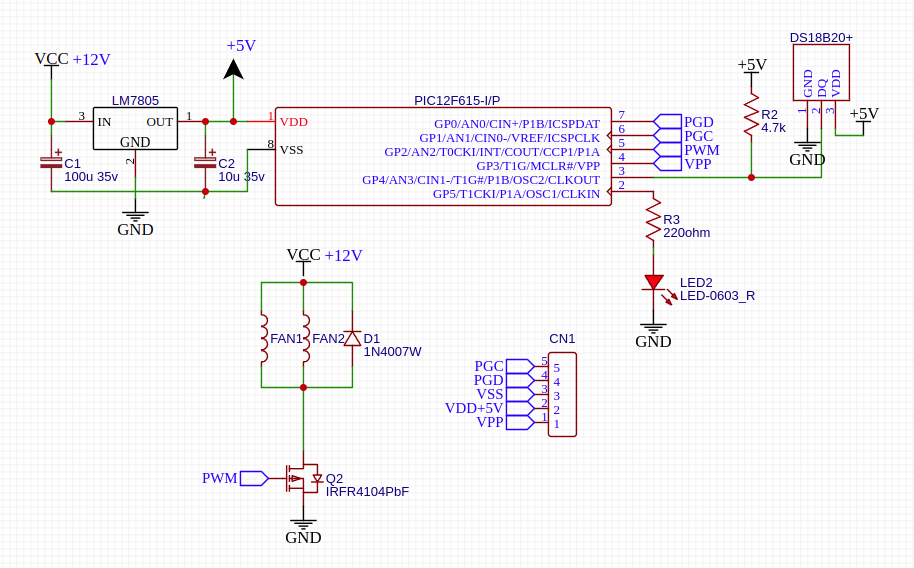 DS18B20+
VCC +12V
+5V
+5V
GND
DQ
VDD
1
2
3
+5V
LM7805
3
IN
OUT
1
GND
2
PIC12F615-I/P
1
VDD
8
VSS
GP0/AN0/CIN+/P1B/ICSPDAT
7
PGD
GP1/AN1/CIN0-/VREF/ICSPCLK
6
PGC
GP2/AN2/T0CKI/INT/COUT/CCP1/P1A
5
PWM
GP3/T1G/MCLR#/VPP
4
VPP
GP4/AN3/CIN1-/T1G#/P1B/OSC2/CLKOUT
3
GP5/T1CKI/P1A/OSC1/CLKIN
2
R2
4.7k
GND
C1
100u 35v
C2
10u 35v
GND
R3
220ohm
VCC +12V
LED2
LED-0603_R
GND
FAN1
FAN2
D1
1N4007W
CN1
PGC
5
5
PGD
4
4
VSS
3
3
VDD+5V
2
2
VPP
1
1
PWM
Q2
IRFR4104PbF
GND